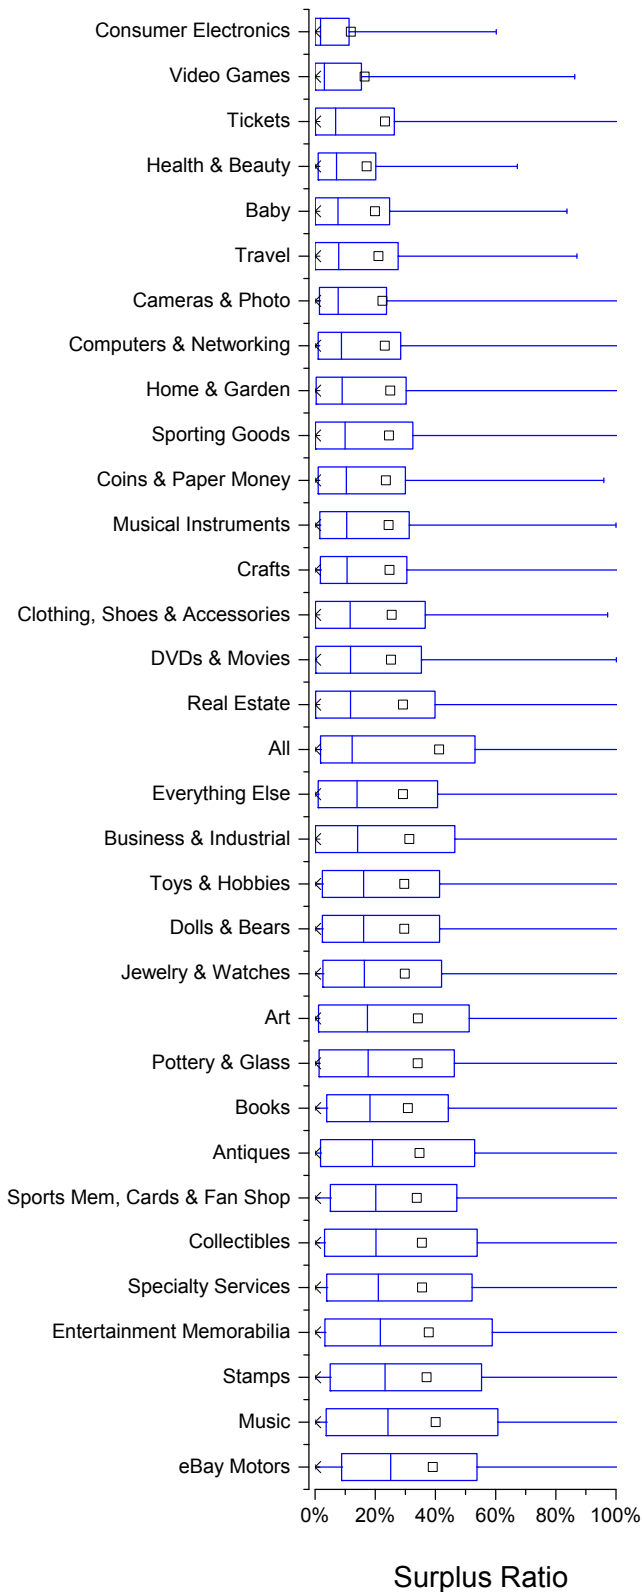 Consumer Electronics
Video Games
Tickets
Health & Beauty
Baby
Travel
Cameras & Photo
Computers & Networking
Home & Garden
Sporting Goods
Coins & Paper Money
Musical Instruments
Crafts
Clothing, Shoes & Accessories
DVDs & Movies
Real Estate
All
Everything Else
Business & Industrial
Toys & Hobbies
Dolls & Bears
Jewelry & Watches
Art
Pottery & Glass
Books
Antiques
Sports Mem, Cards & Fan Shop
Collectibles
Specialty Services
Entertainment Memorabilia
Stamps
Music
eBay Motors
0% 20% 40% 60% 80% 100%
Surplus Ratio